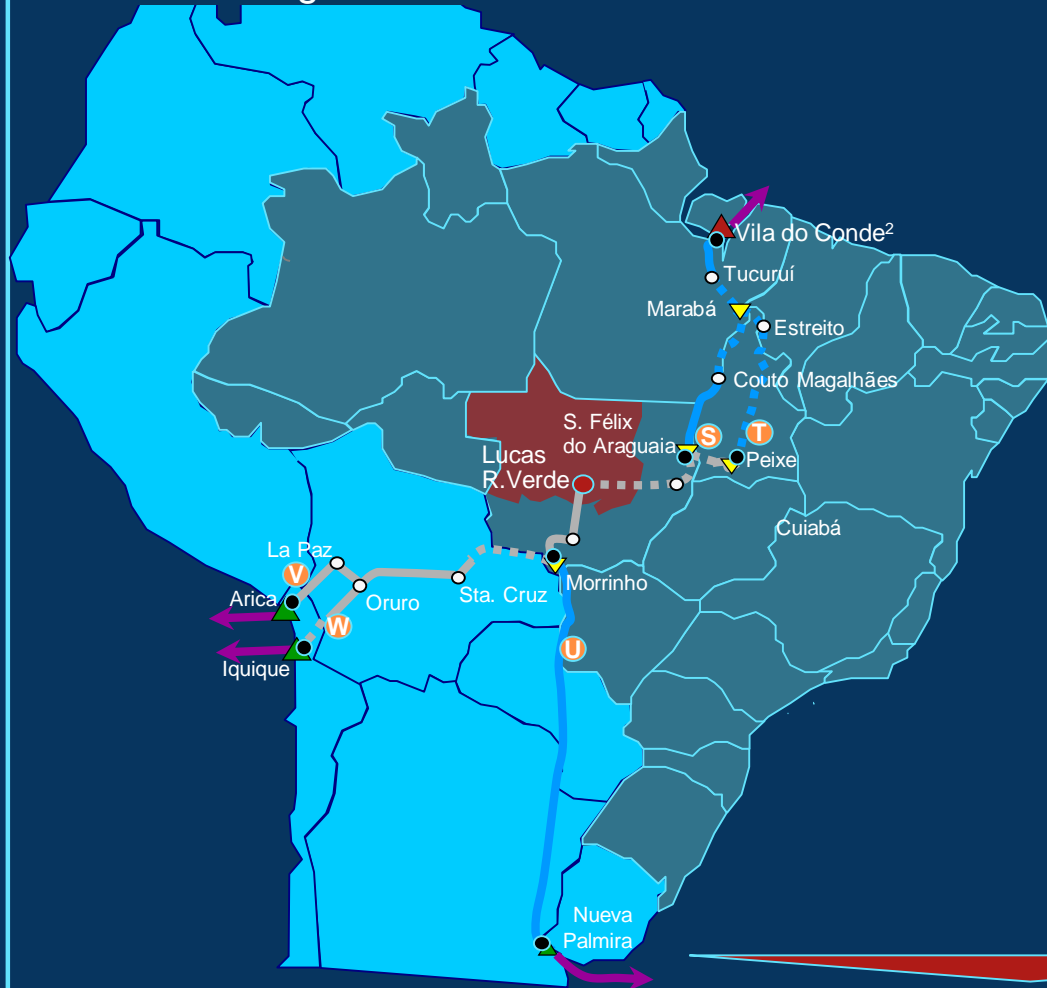 Vila do Conde²
Tucuruí
Marabá
Estreito
Couto Magalhães
S. Félix
do Araguaia
S
T
Lucas
R.Verde
Peixe
Cuiabá
La Paz
V
Morrinho
Arica
Oruro
Sta. Cruz
W
U
Iquique
Nueva
Palmira